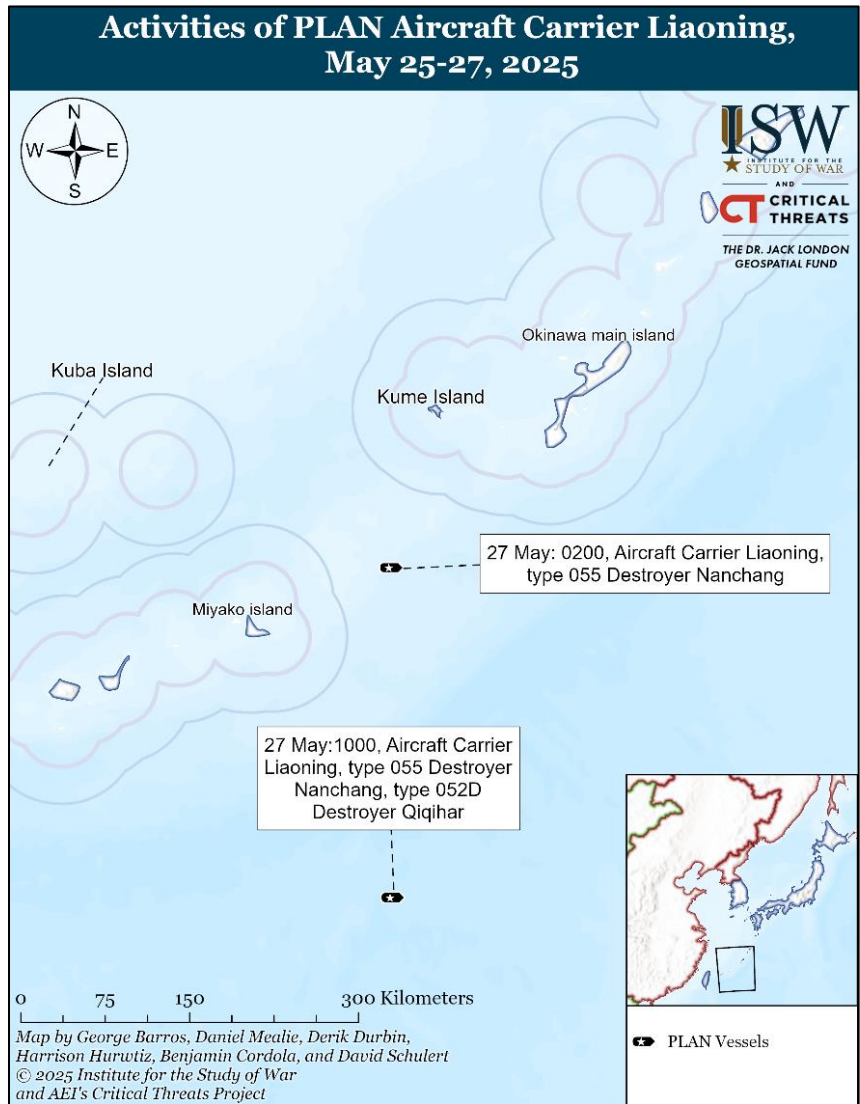 Activities of PLAN Aircraft Carrier Liaoning,
May 25-27, 2025
N
W E
S
ISW
INSTITUTE FOR THE
STUDY OF WAR
AND
CT CRITICAL
THREATS
THE DR. JACK LONDON
GEOSPATIAL FUND
Okinawa main island
Kuba Island
Kume Island
27 May: 0200, Aircraft Carrier Liaoning,
type 055 Destroyer Nanchang
Miyako island
27 May:1000, Aircraft Carrier
Liaoning, type 055 Destroyer
Nanchang, type 052D
Destroyer Qiqihar
0 75 150 300 Kilometers
Map by George Barros, Daniel Mealie, Derik Durbin,
Harrison Hurwtiz, Benjamin Cordola, and David Schulert
© 2025 Institute for the Study of War
and AEI's Critical Threats Project
PLAN Vessels